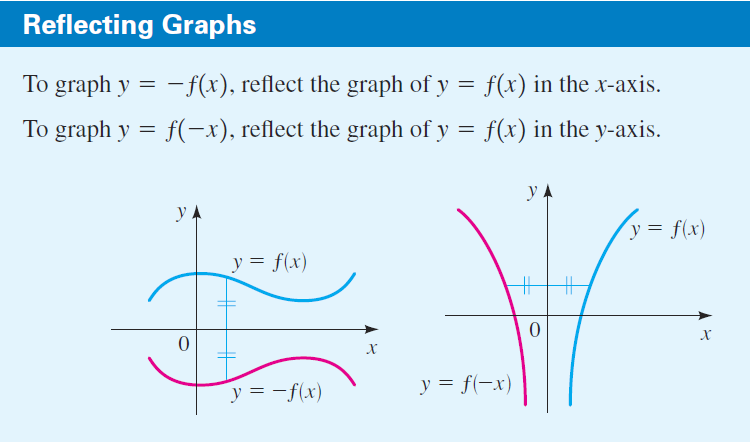 Reflecting Graphs
To graph y = −f(x), reflect the graph of y = f(x) in the x-axis.
To graph y = f(−x), reflect the graph of y = f(x) in the y-axis.
y
y = f(x)
0
x
y = −f(x)
y
y = f(x)
0
x
y = f(−x)